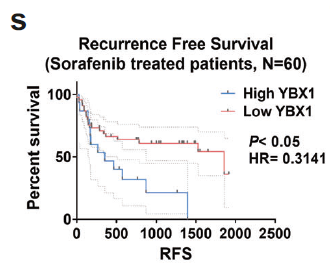 S
Recurrence Free Survival
(Sorafenib treated patients, N=60)
Percent survival
100
50
0
High YBX1
Low YBX1
P< 0.05
HR= 0.3141
0 500 1000 1500 2000 2500
RFS